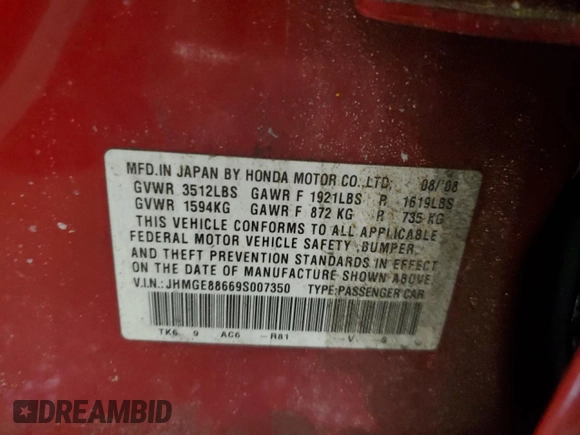 MFD.IN JAPAN BY HONDA MOTOR CO.,LTD. 08/'08
GVWR 3512LBS GAWR F 1921LBS R 1619LBS
GVWR 1594KG GAWR F 872 KG R 735 KG
THIS VEHICLE CONFORMS TO ALL APPLICABLE
FEDERAL MOTOR VEHICLE SAFETY ,BUMPER,
AND THEFT PREVENTION STANDARDS IN EFFECT
ON THE DATE OF MANUFACTURE SHOWN ABOVE.
V.I.N.:JHMGE88669S007350 TYPE:PASSENGER CAR
TK6 9 AC6 R81 V
DREAMBID